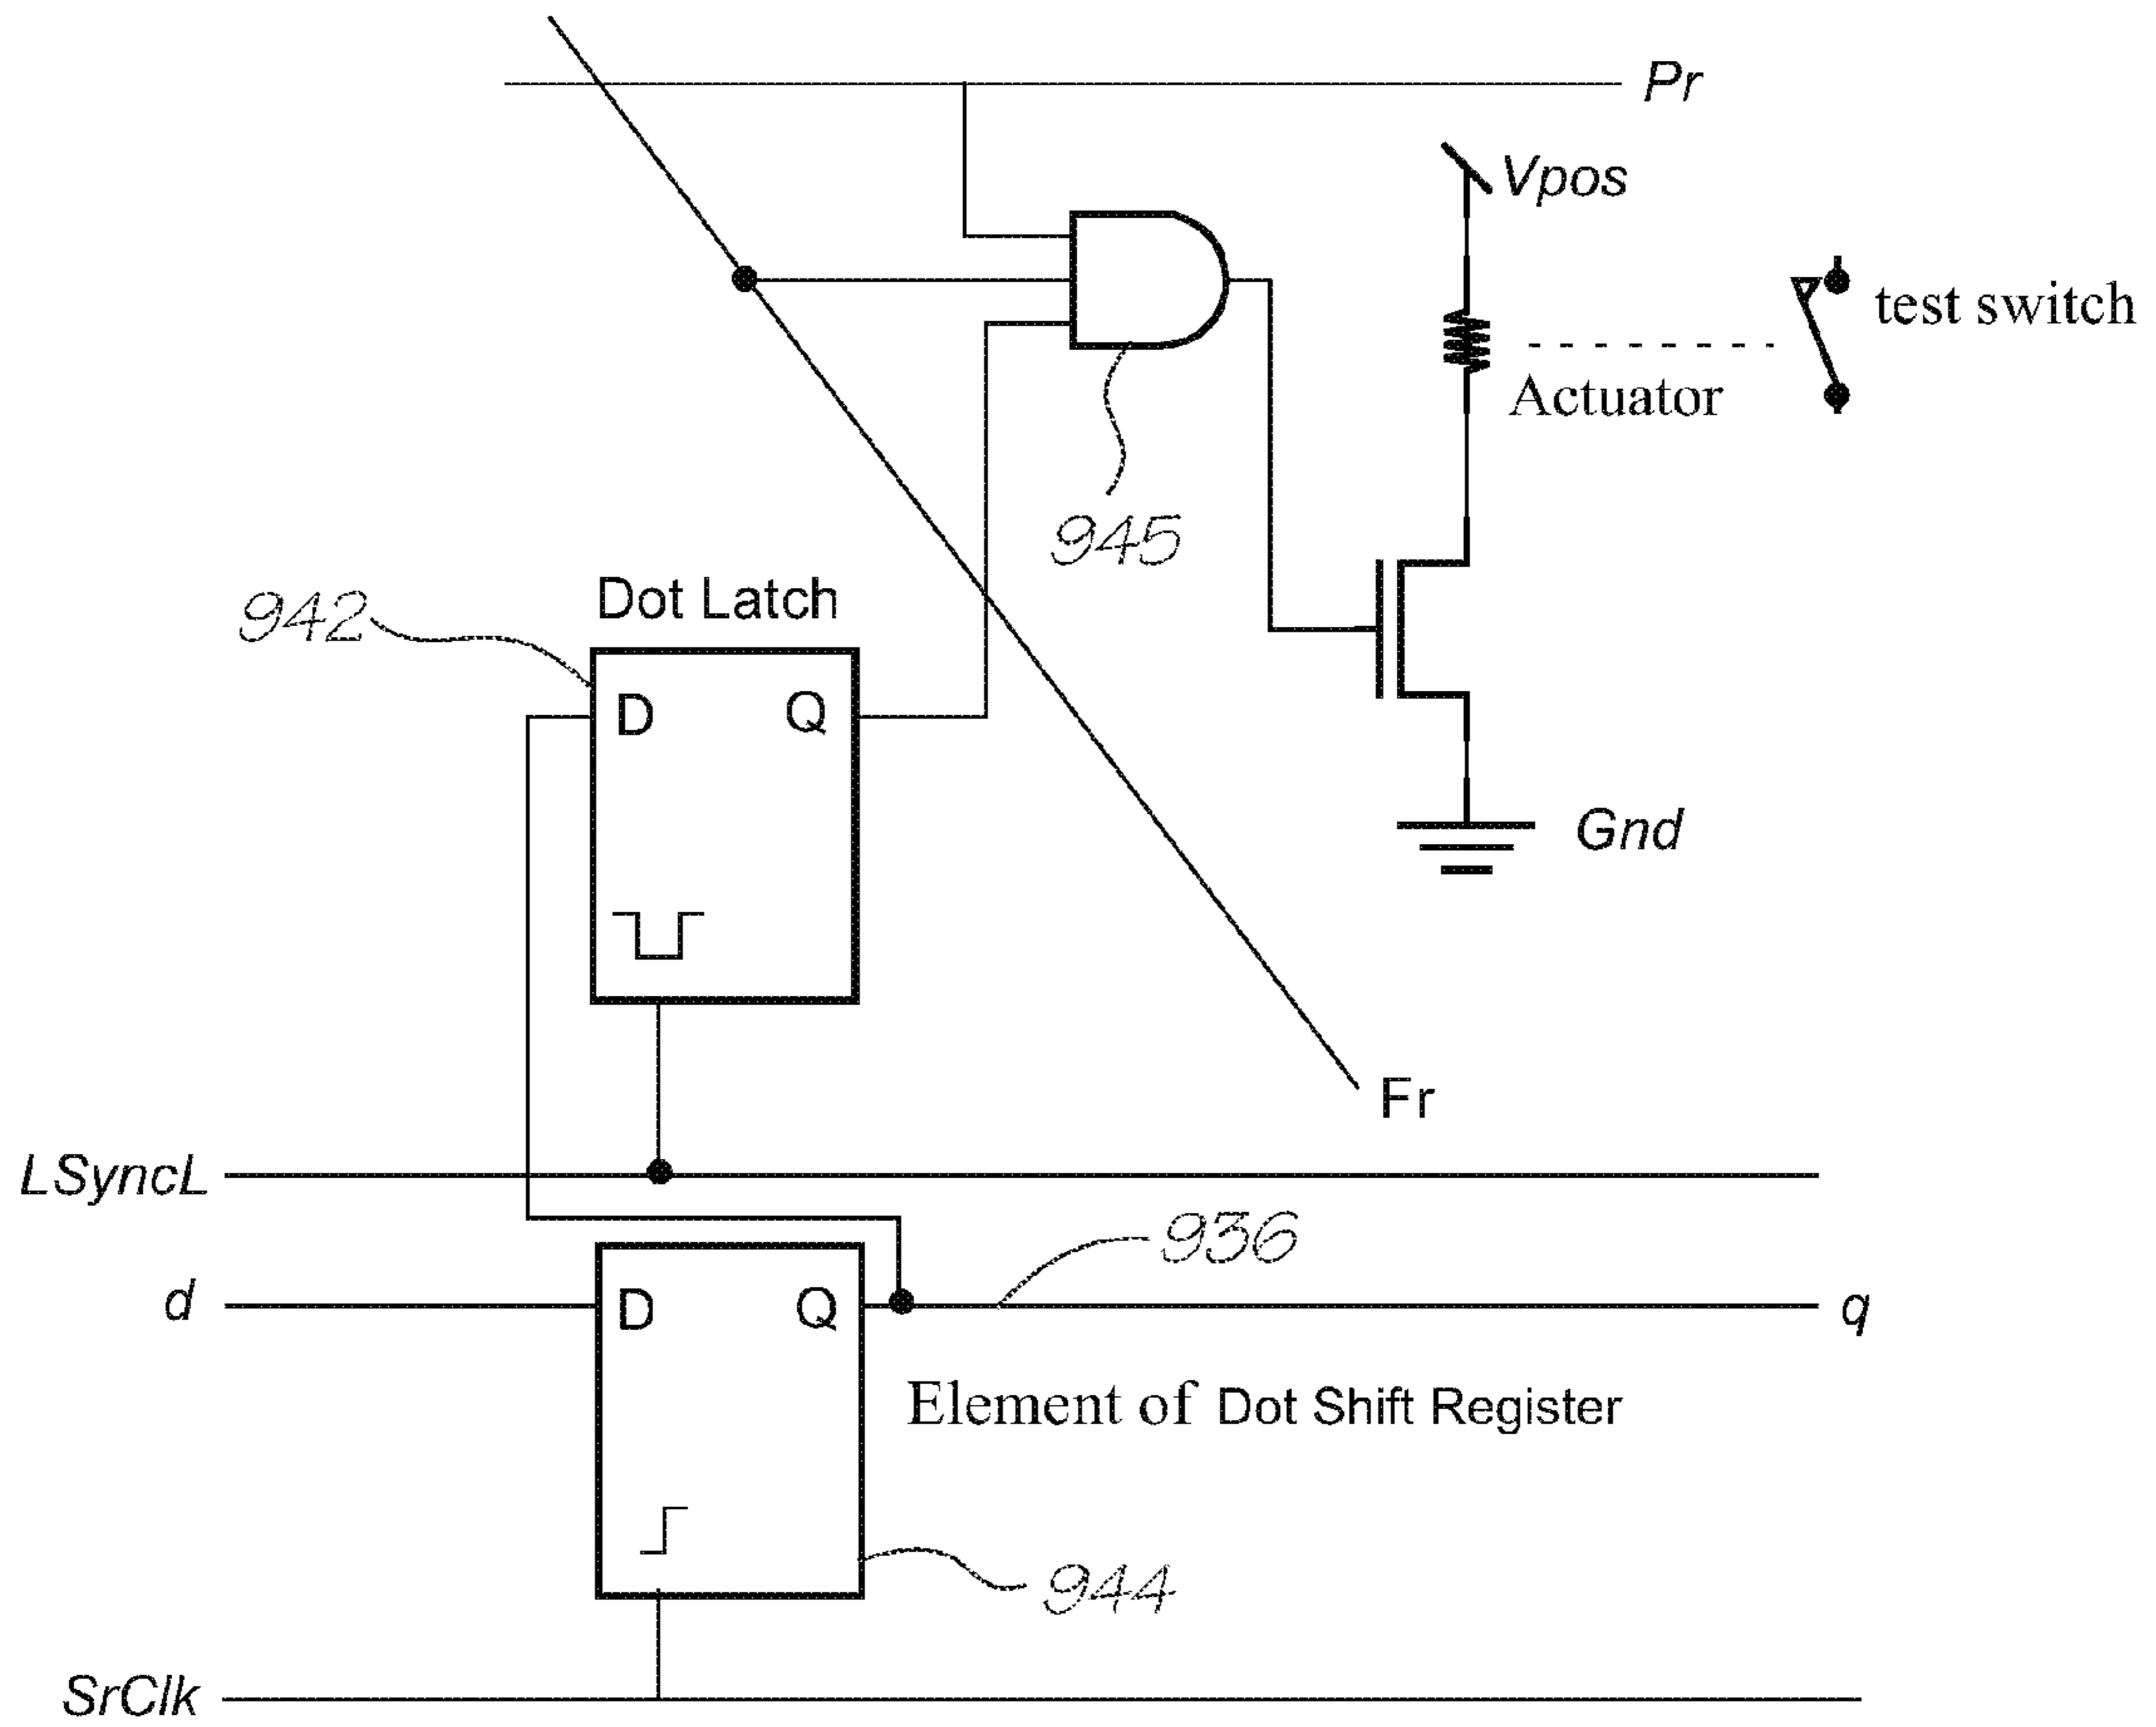 Pr
Vpos
test switch
Actuator
945
942
Dot Latch
D Q
Gnd
Fr
LSyncL
936
d
D Q
q
Element of Dot Shift Register
944
SrClk